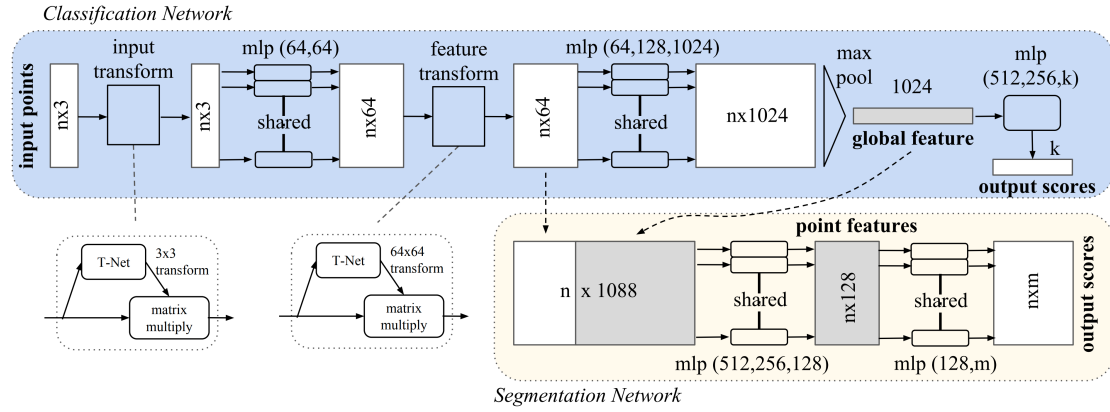 Classification Network
input points
nx3
input
transform
nx3
mlp (64,64)
shared
nx64
feature
transform
nx64
mlp (64,128,1024)
shared
nx1024
max
pool
1024
global feature
mlp
(512,256,k)
k
output scores
T-Net
3x3
transform
matrix
multiply
T-Net
64x64
transform
matrix
multiply
point features
n x 1088
shared
mlp (512,256,128)
nx128
shared
mlp (128,m)
nxm
output scores
Segmentation Network